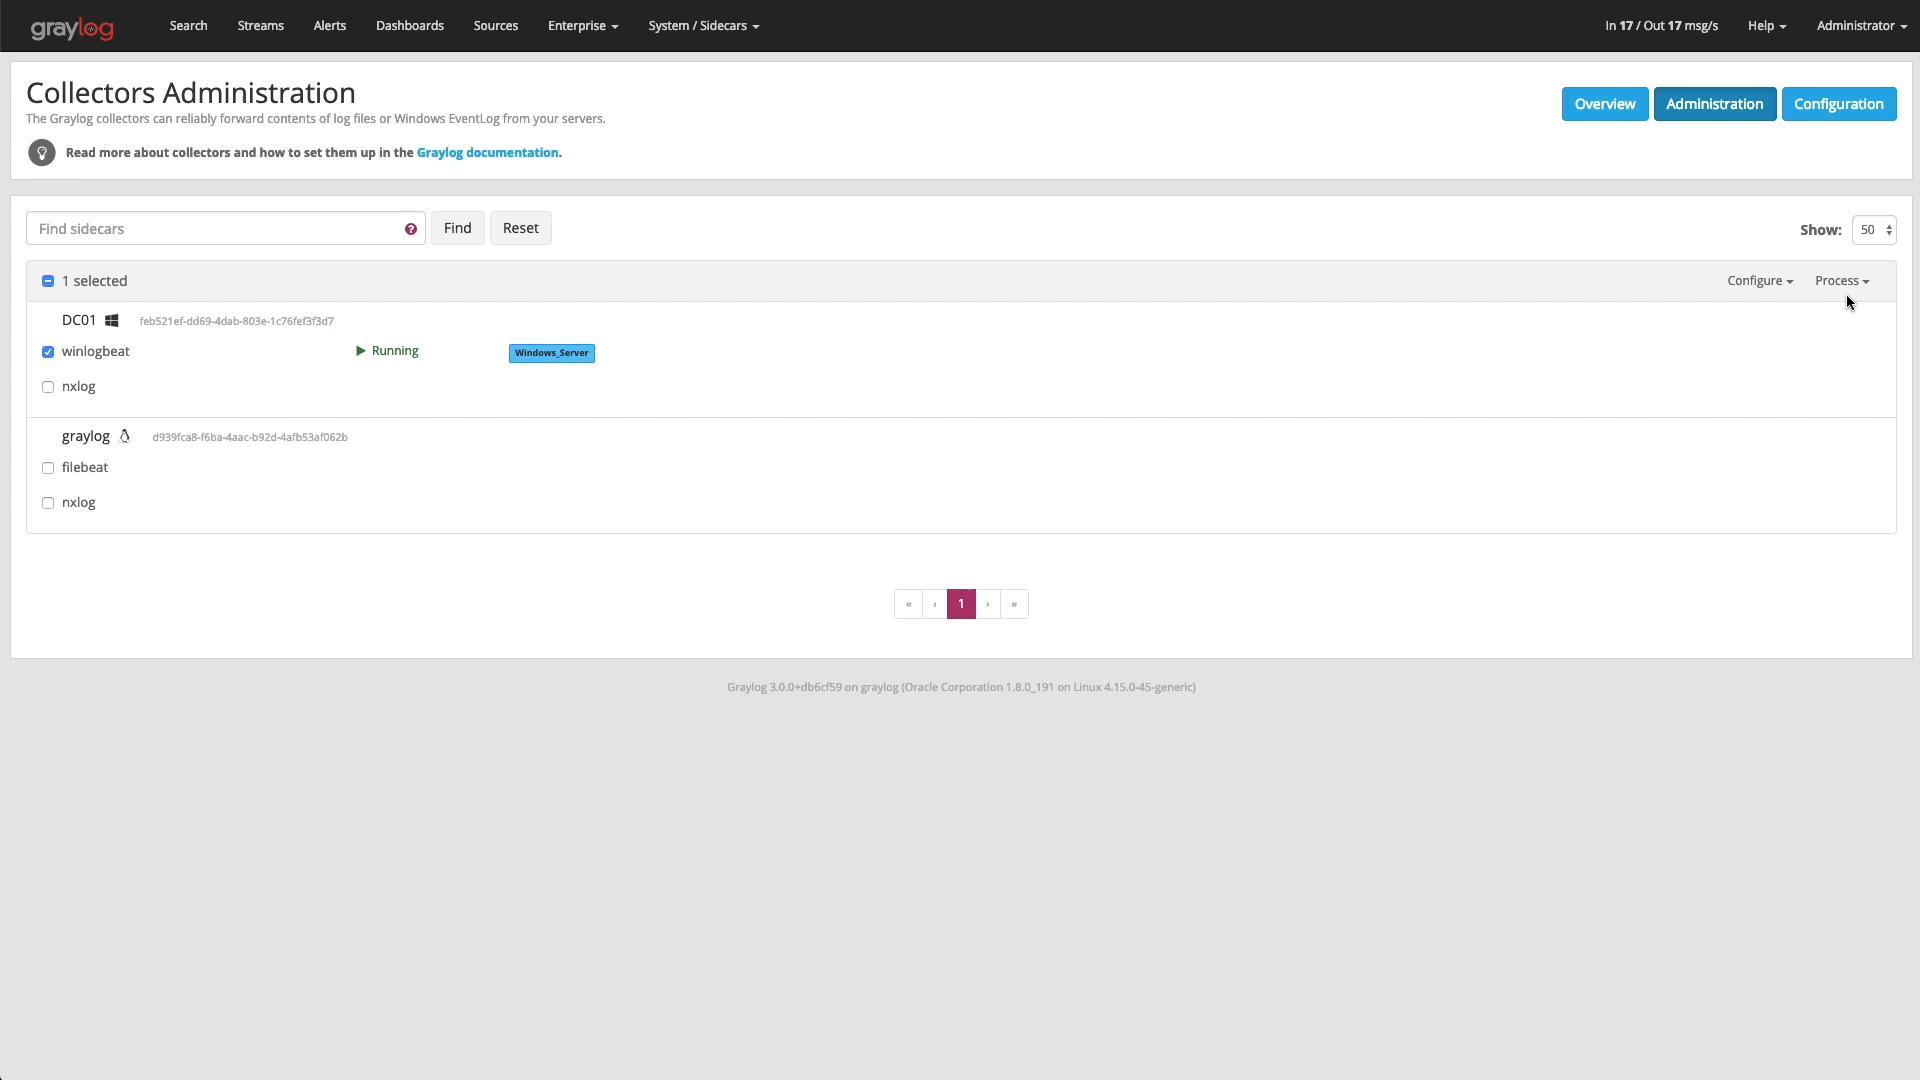 graylog Search Streams Alerts Dashboards Sources Enterprise System / Sidecars In 17 / Out 17 msg/s Help Administrator
Collectors Administration
The Graylog collectors can reliably forward contents of log files or Windows EventLog from your servers.
Overview Administration Configuration
Read more about collectors and how to set them up in the Graylog documentation.
Find sidecars ? Find Reset Show: 50
1 selected Configure Process
DC01 feb521ef-dd69-4dab-803e-1c76fef3f3d7
winlogbeat Running Windows_Server
nxlog
graylog d939fca8-f6ba-4aac-b92d-4afb53af062b
filebeat
nxlog
« ‹ 1 › »
Graylog 3.0.0+db6cf59 on graylog (Oracle Corporation 1.8.0_191 on Linux 4.15.0-45-generic)